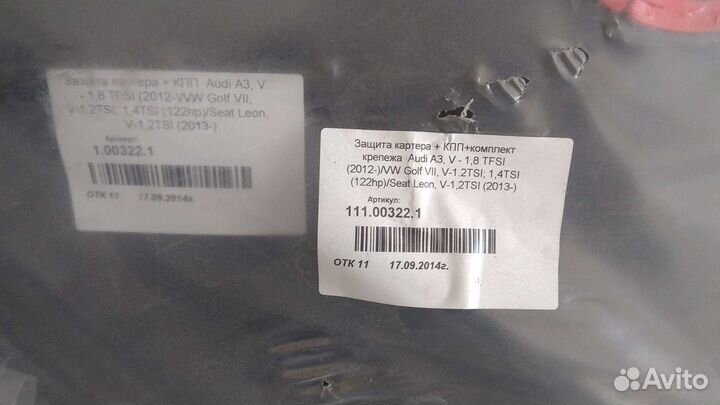 Защита картера + КПП Audi A3, V
- 1,8 TFSI (2012-)/VW Golf VII,
V-1.2TSI; 1,4TSI (122hp)/Seat Leon,
V-1,2TSI (2013-)
Артикул:
1.00322.1
ОТК 11 17.09.2014г.
Защита картера + КПП+комплект
крепежа Audi A3, V - 1,8 TFSI
(2012-)/VW Golf VII, V-1.2TSI; 1,4TSI
(122hp)/Seat Leon, V-1,2TSI (2013-)
Артикул:
111.00322.1
ОТК 11 17.09.2014г.
Avito